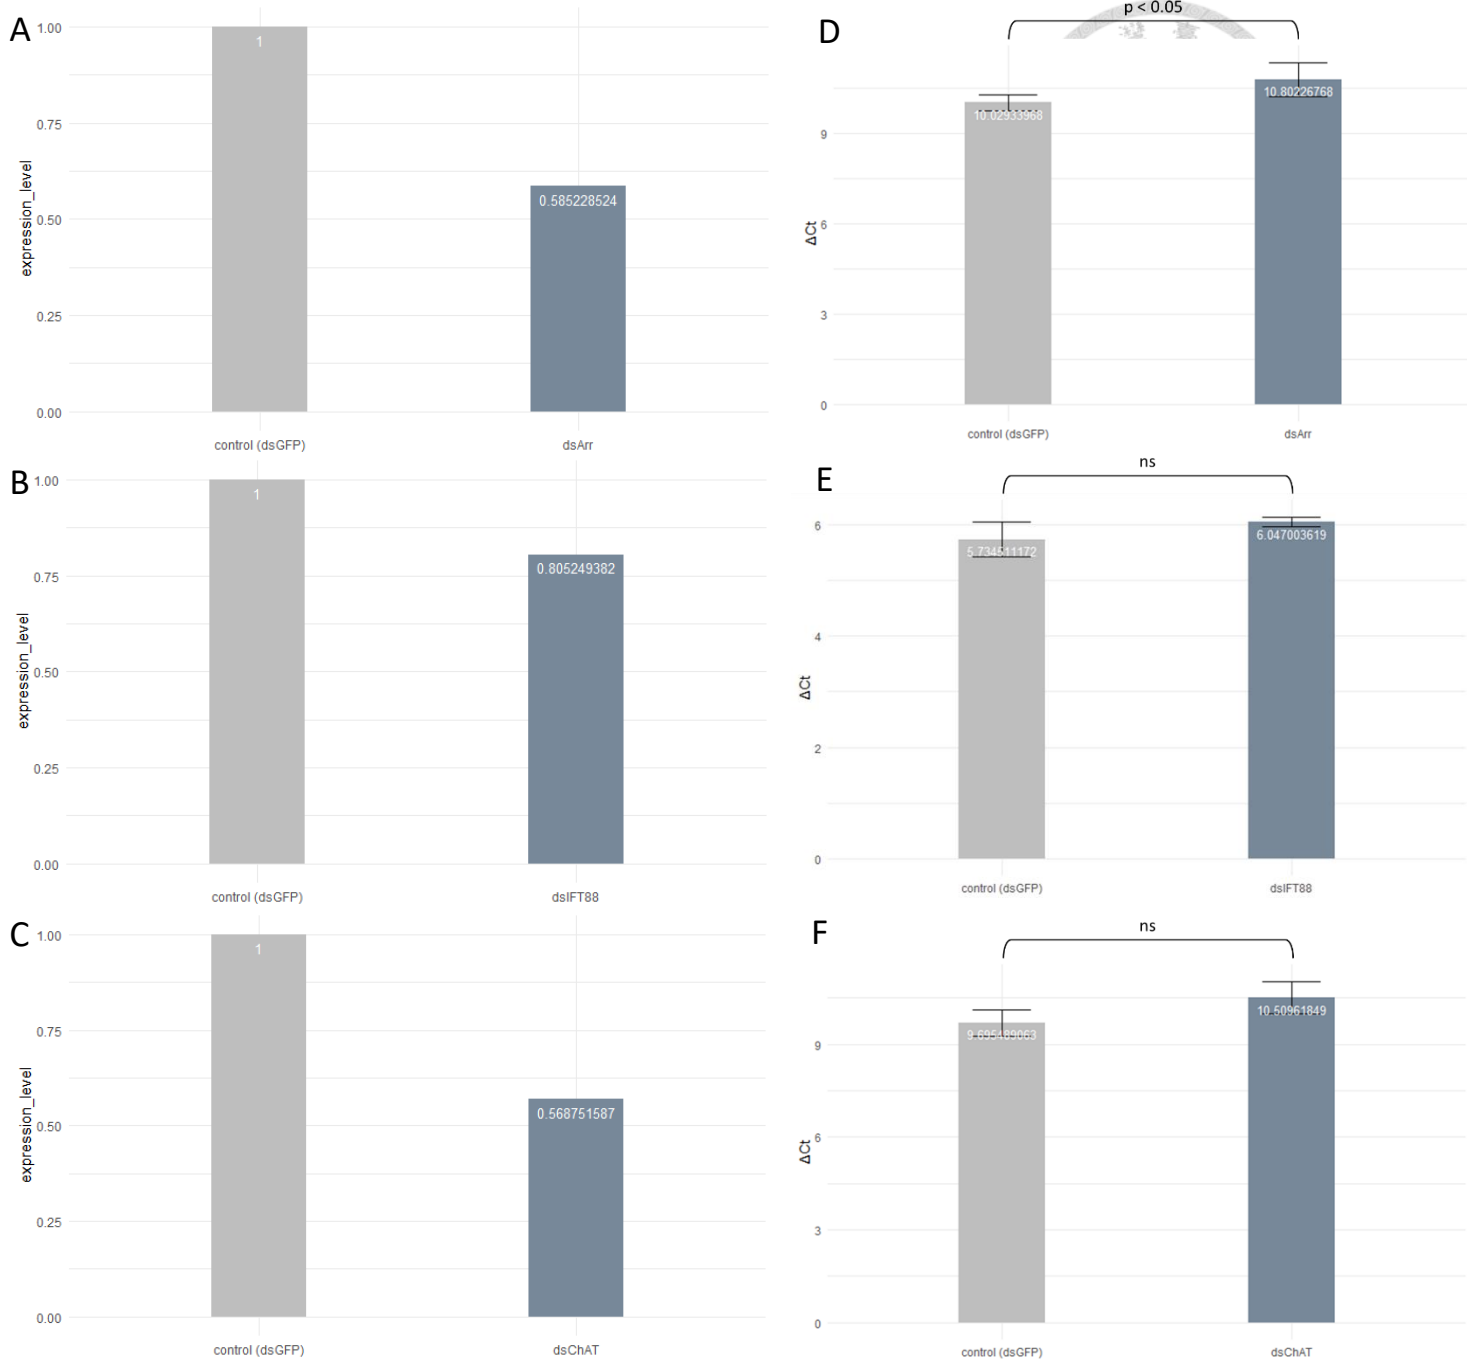 A
1.00
0.75
0.50
0.25
0.00
expression_level
1
0.585228524
control (dsGFP)
dsArr
D
p < 0.05
9
6
3
0
ΔCt
10.02933968
10.80226768
control (dsGFP)
dsArr
B
1.00
0.75
0.50
0.25
0.00
expression_level
1
0.805249382
control (dsGFP)
dsIFT88
E
ns
6
4
2
0
ΔCt
5.734511172
6.047003619
control (dsGFP)
dsIFT88
C
1.00
0.75
0.50
0.25
0.00
expression_level
1
0.568751587
control (dsGFP)
dsChAT
F
ns
9
6
3
0
ΔCt
9.695489063
10.50961849
control (dsGFP)
dsChAT